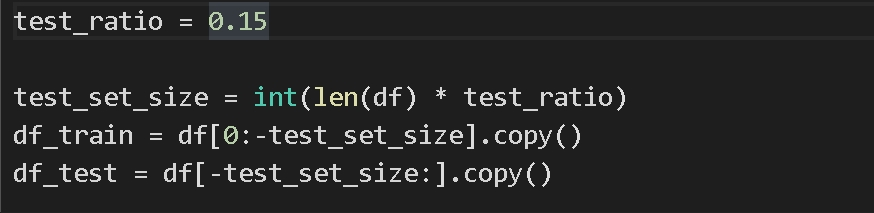 test_ratio = 0.15
test_set_size = int(len(df) * test_ratio)
df_train = df[0:-test_set_size].copy()
df_test = df[-test_set_size:].copy()